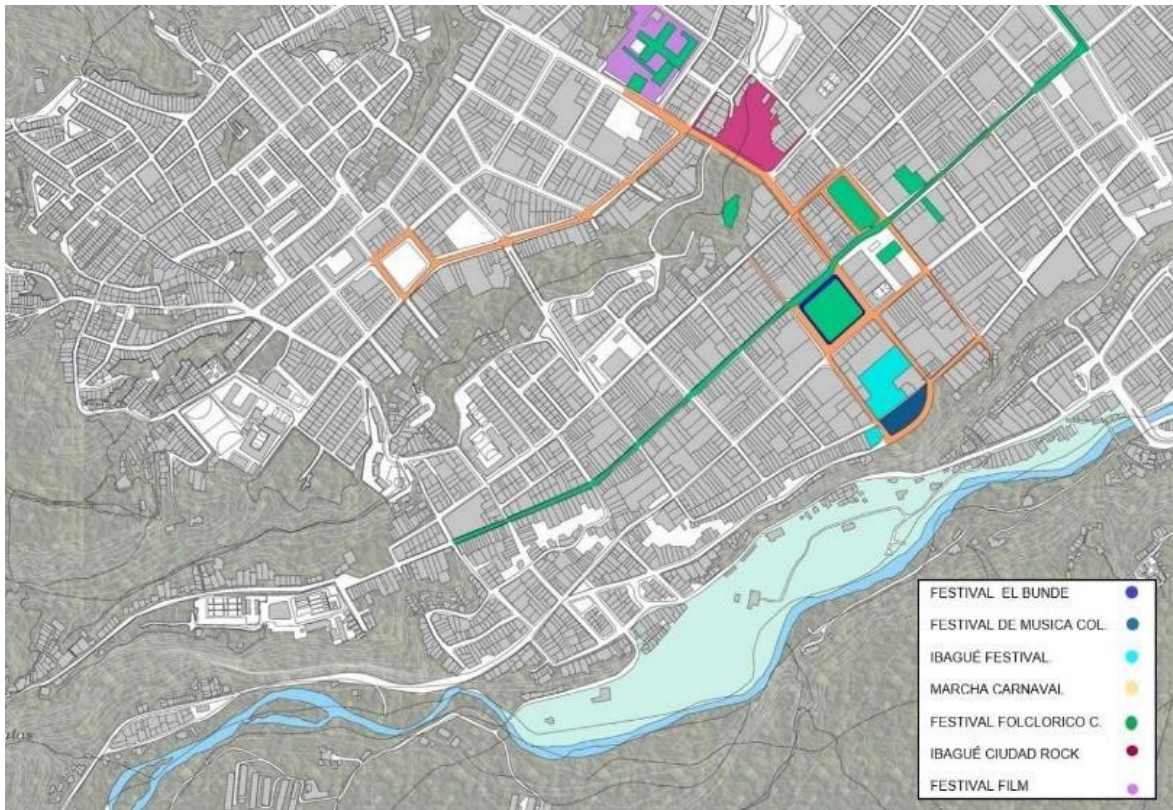 FESTIVAL EL BUNDE
FESTIVAL DE MUSICA COL.
IBAGUÉ FESTIVAL
MARCHA CARNAVAL
FESTIVAL FOLCLORICO C.
IBAGUÉ CIUDAD ROCK
FESTIVAL FILM